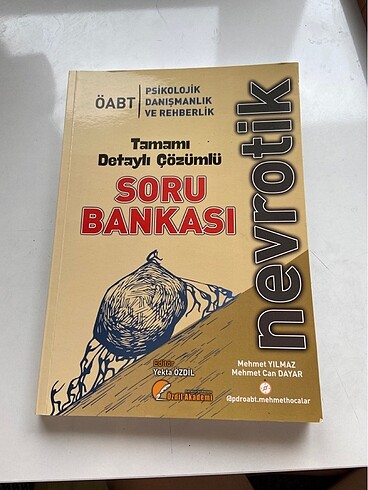 ÖABT
PSİKOLOJİK
DANIŞMANLIK
VE REHBERLİK
Tamamı
Detaylı Çözümlü
SORU
BANKASI
nevrotik
Editör
Yekta ÖZDİL
Özdil Akademi
Mehmet YILMAZ
Mehmet Can DAYAR
@pdroabt.mehmethocalar